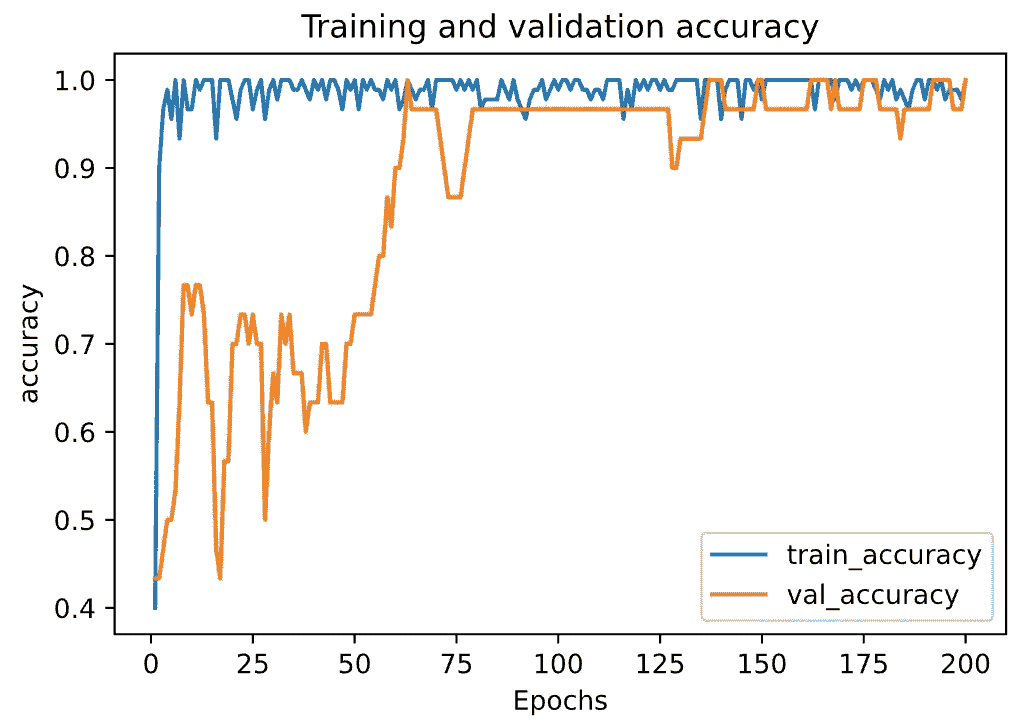 Training and validation accuracy
1.0
0.9
0.8
0.7
0.6
0.5
0.4
accuracy
train_accuracy
val_accuracy
0 25 50 75 100 125 150 175 200
Epochs